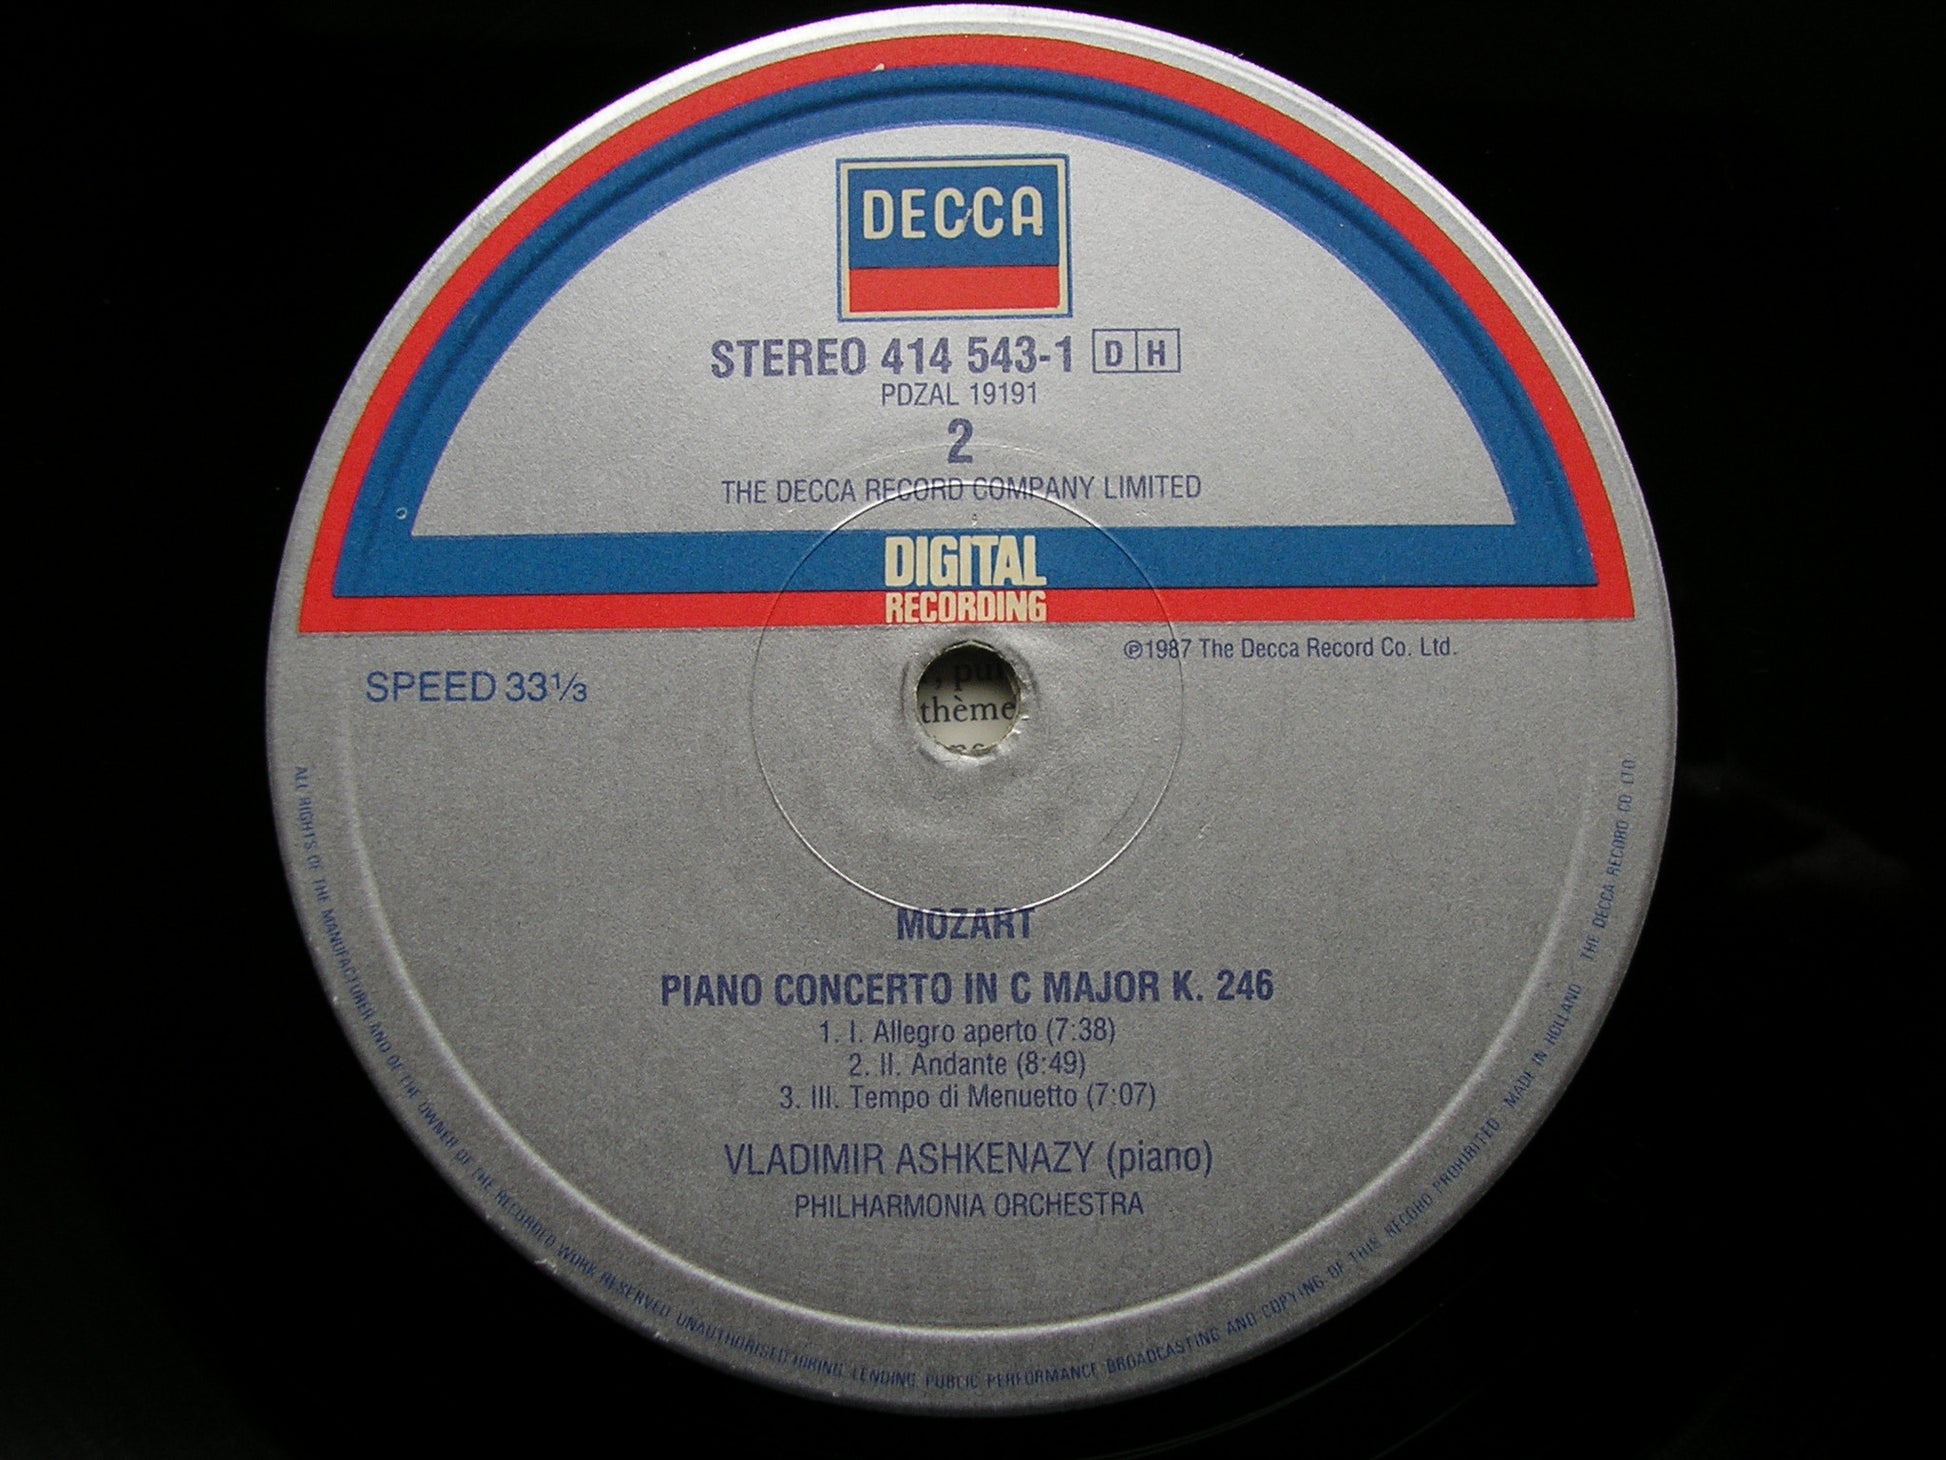 DECCA
STEREO 414 543-1 D H
PDZAL 19191
2
THE DECCA RECORD COMPANY LIMITED
DIGITAL
RECORDING
℗1987 The Decca Record Co. Ltd.
SPEED 33⅓
thème
MOZART
PIANO CONCERTO IN C MAJOR K. 246
1. I. Allegro aperto (7:38)
2. II. Andante (8:49)
3. III. Tempo di Menuetto (7:07)
VLADIMIR ASHKENAZY (piano)
PHILHARMONIA ORCHESTRA
ALL RIGHTS OF THE MANUFACTURER AND OF THE OWNER OF THE RECORDED WORK RESERVED UNAUTHORISED HIRING LENDING PUBLIC PERFORMANCE BROADCASTING AND COPYING OF THIS RECORD PROHIBITED MADE IN HOLLAND THE DECCA RECORD CO LTD